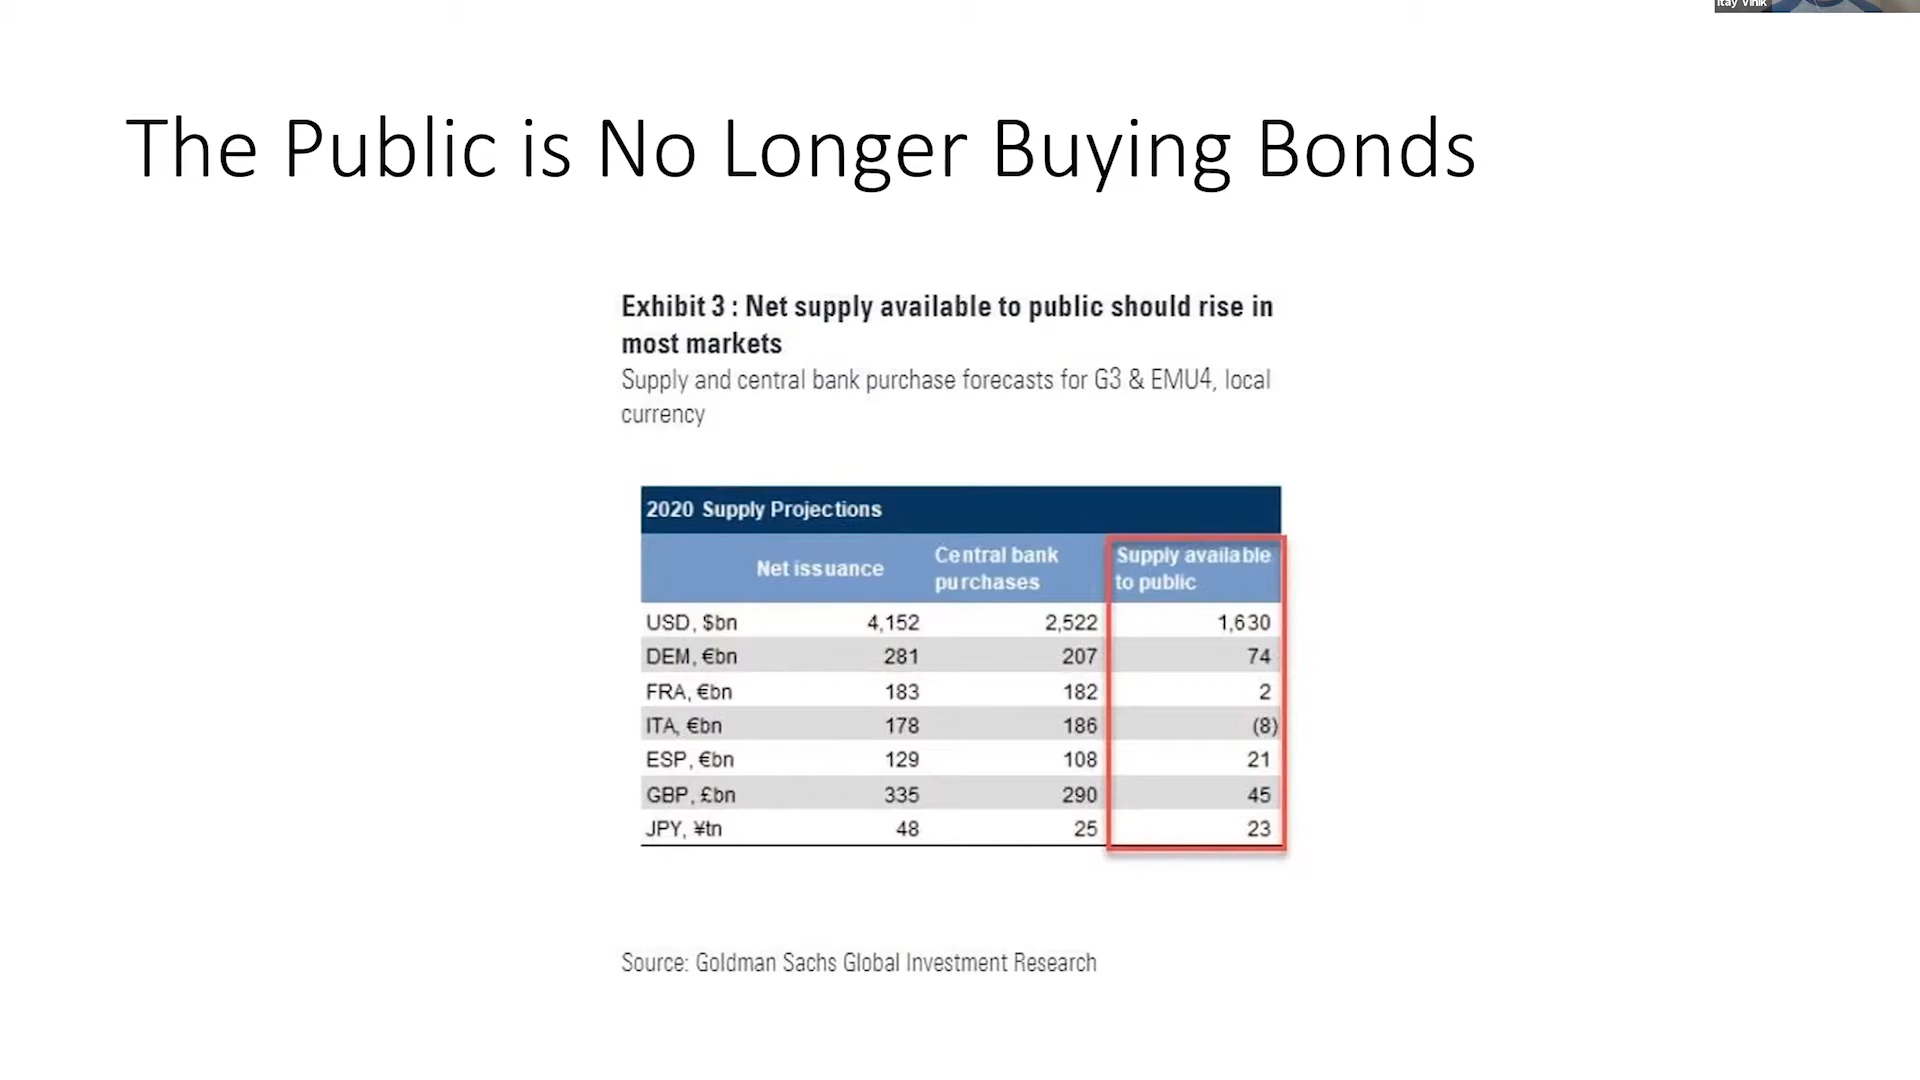 Itay Vinik
The Public is No Longer Buying Bonds
Exhibit 3 : Net supply available to public should rise in
most markets
Supply and central bank purchase forecasts for G3 & EMU4, local
currency
2020 Supply Projections
Net issuance Central bank purchases Supply available to public
USD, $bn 4,152 2,522 1,630
DEM, €bn 281 207 74
FRA, €bn 183 182 2
ITA, €bn 178 186 (8)
ESP, €bn 129 108 21
GBP, £bn 335 290 45
JPY, ¥tn 48 25 23
Source: Goldman Sachs Global Investment Research